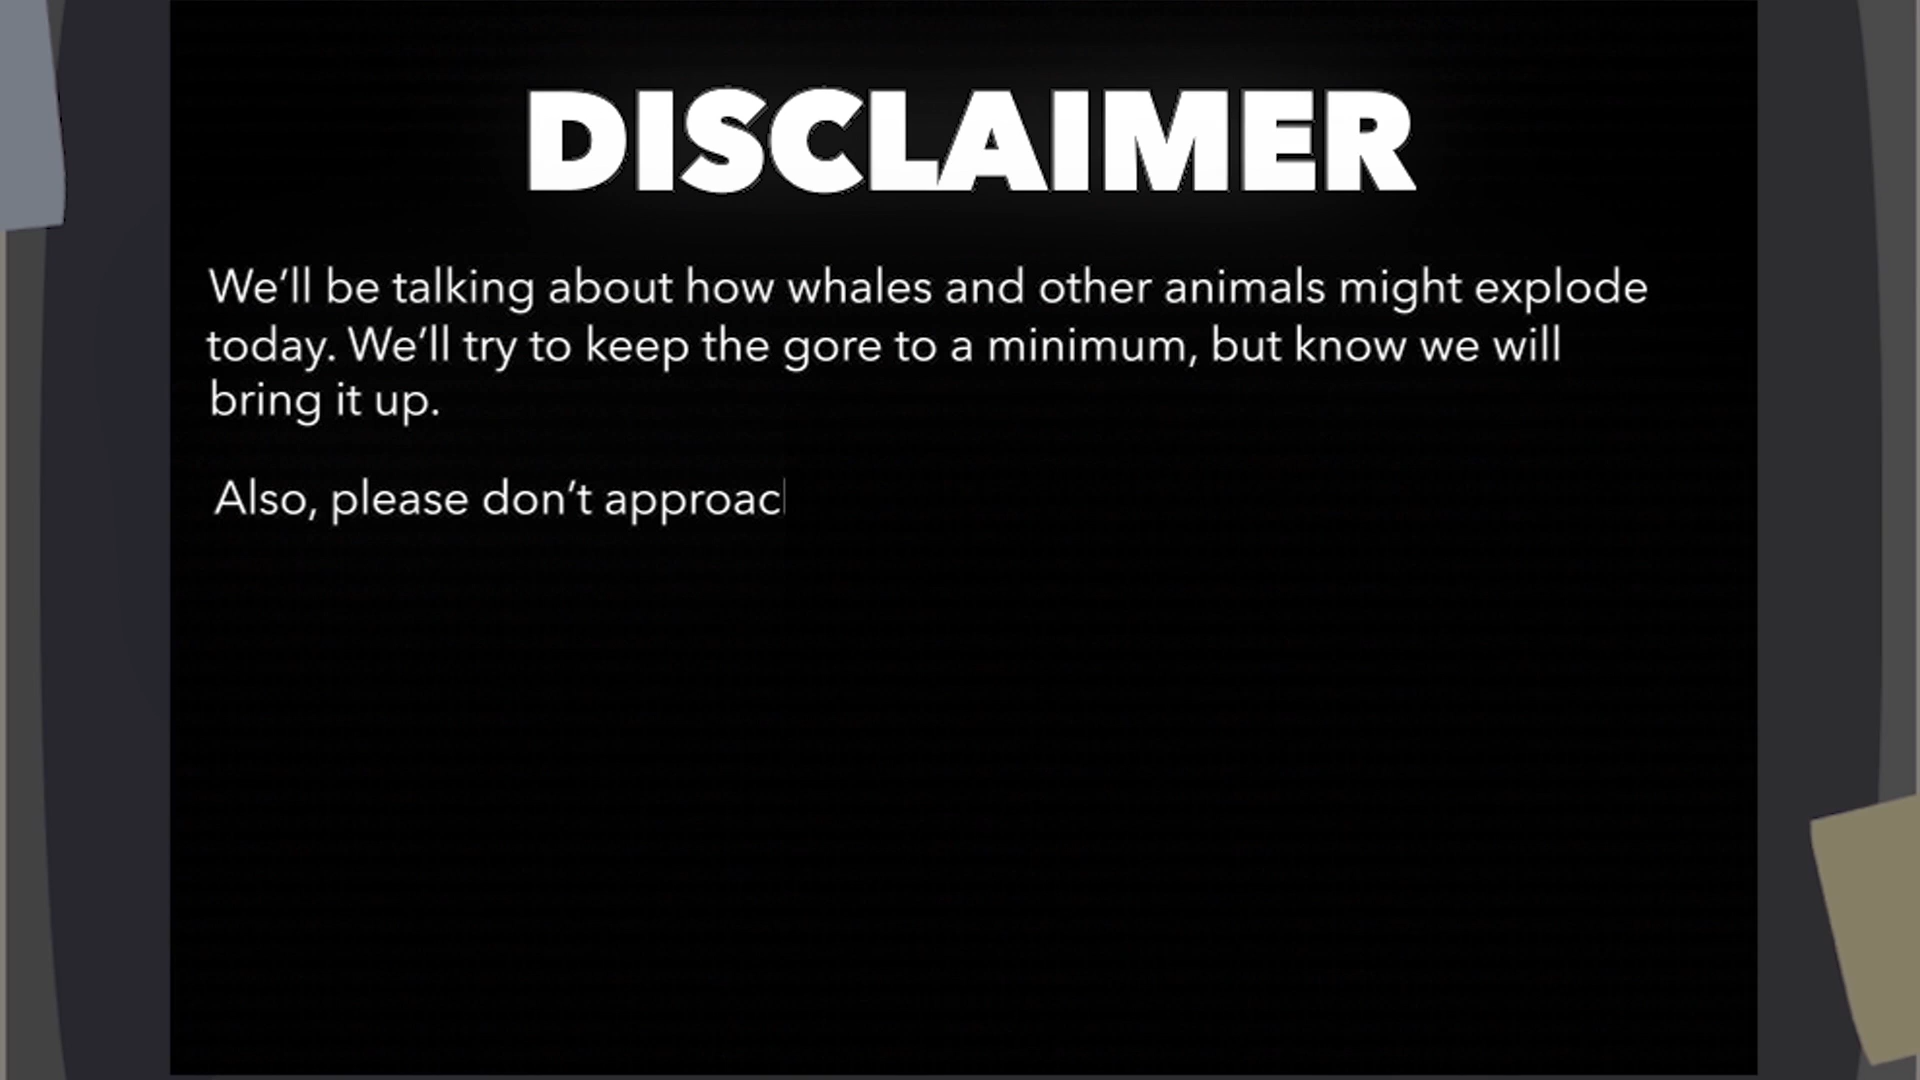 DISCLAIMER
We’ll be talking about how whales and other animals might explode
today. We’ll try to keep the gore to a minimum, but know we will
bring it up.
Also, please don’t approac